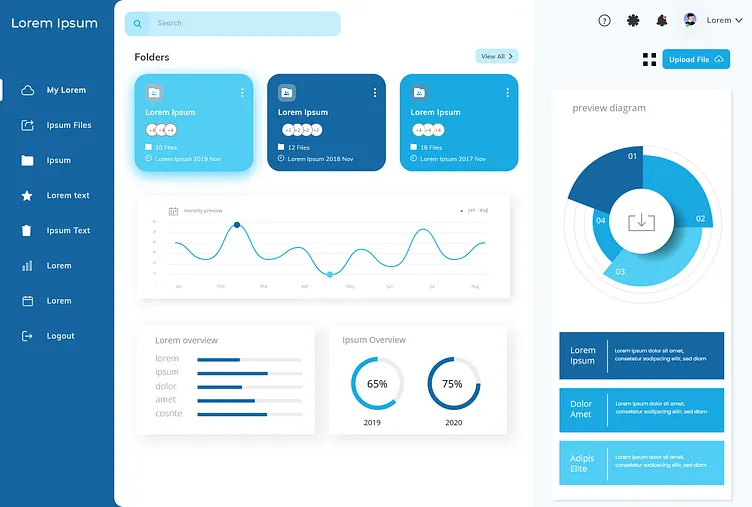 Lorem Ipsum
My Lorem
Ipsum Files
Ipsum
Lorem text
Ipsum Text
Lorem
Lorem
Logout
Search
Lorem
Folders
View All
Upload File
Lorem Ipsum
+4 +4 +4
10 Files
Lorem Ipsum 2019 Nov
Lorem Ipsum
+2 +2 +2 +2
12 Files
Lorem Ipsum 2018 Nov
Lorem Ipsum
+4 +4 +4
16 Files
Lorem Ipsum 2017 Nov
monthly preview
jan - aug
Jan Feb Mar Apr May Jun Jul Aug
Lorem overview
lorem
ipsum
dolor
amet
cosnte
Ipsum Overview
65%
75%
2019
2020
preview diagram
01
02
03
04
Lorem
Ipsum
Lorem ipsum dolor sit amet,
consetetur sadipscing elitr, sed diam
Dolor
Amet
Lorem ipsum dolor sit amet,
consetetur sadipscing elitr, sed diam
Adipis
Elite
Lorem ipsum dolor sit amet,
consetetur sadipscing elitr, sed diam